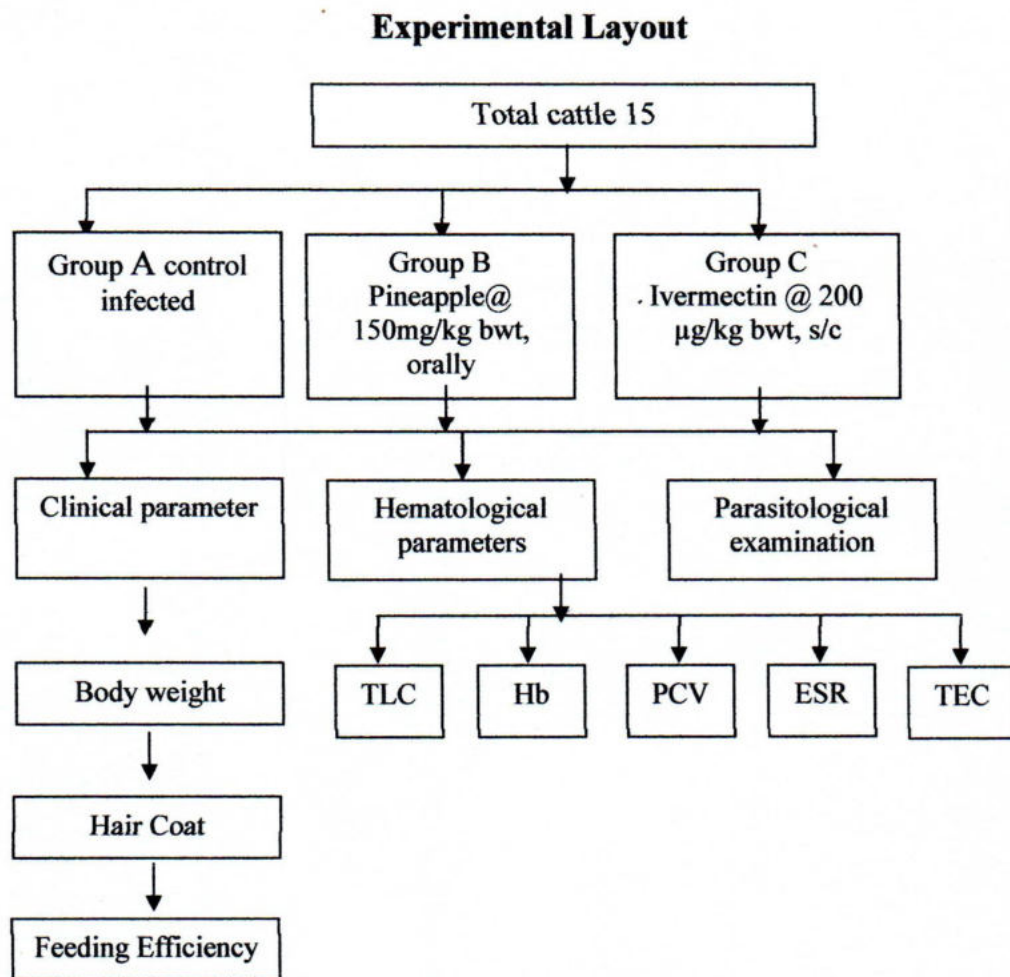 Experimental Layout
Total cattle 15
Group A control
infected
Group B
Pineapple@
150mg/kg bwt,
orally
Group C
Ivermectin @ 200
µg/kg bwt, s/c
Clinical parameter
Hematological
parameters
Parasitological
examination
TLC
Hb
PCV
ESR
TEC
Body weight
Hair Coat
Feeding Efficiency